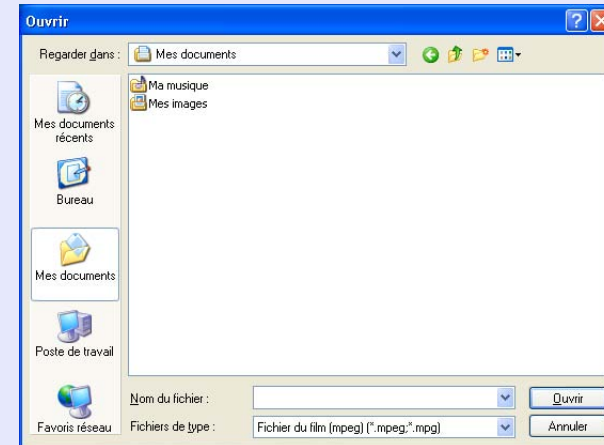 Ouvrir
Regarder dans : Mes documents
Ma musique
Mes images
Mes documents
récents
Bureau
Mes documents
Poste de travail
Favoris réseau
Nom du fichier : Ouvrir
Fichiers de type : Fichier du film (mpeg) (*.mpeg;*.mpg) Annuler